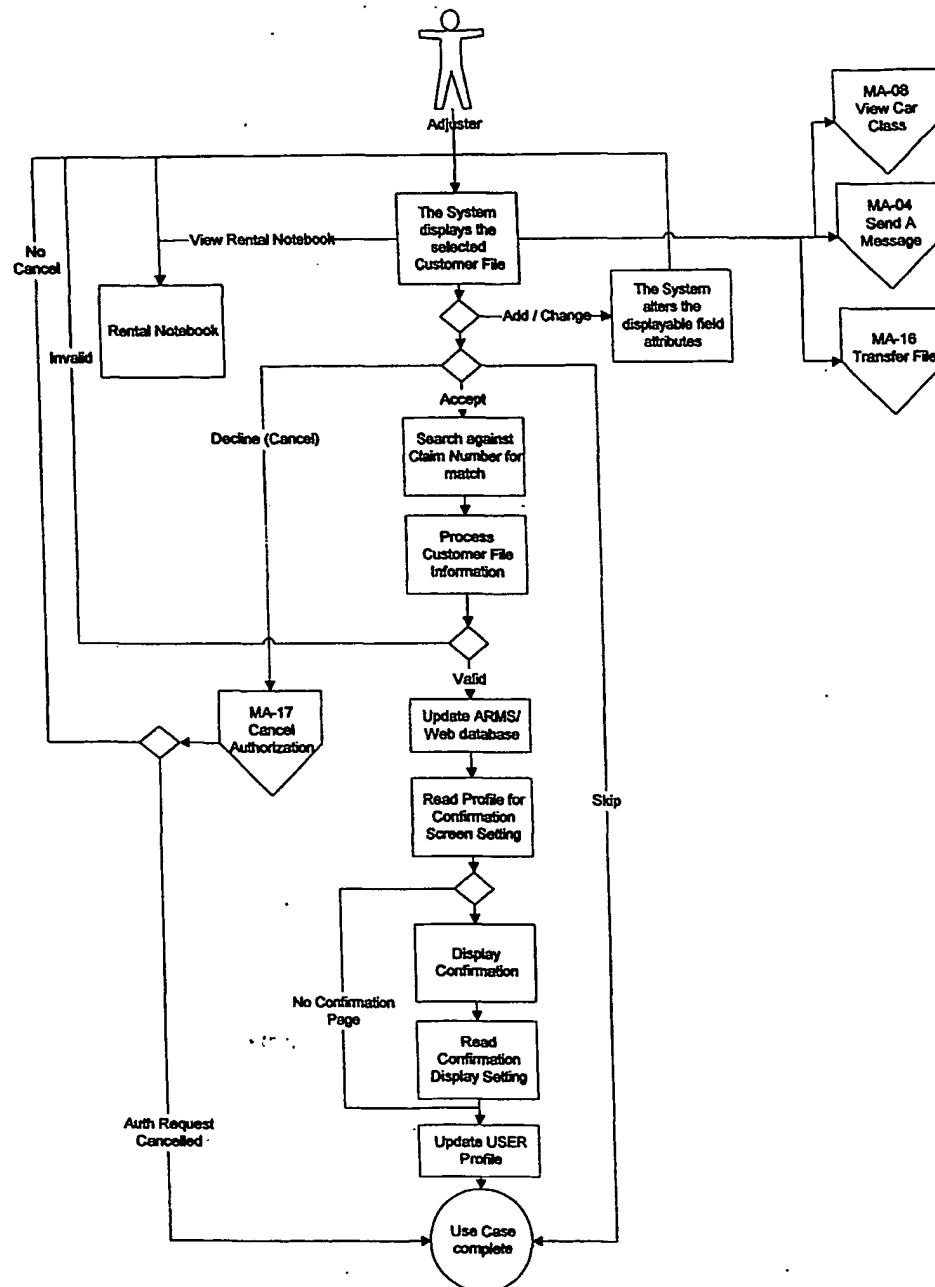 Adjuster
MA-08
View Car
Class
The System
displays the
selected
Customer File
MA-04
Send A
Message
View Rental Notebook
No
Cancel
Rental Notebook
Add / Change
The System
alters the
displayable field
attributes
MA-16
Transfer File
Invalid
Accept
Decline (Cancel)
Search against
Claim Number for
match
Process
Customer File
Information
Valid
MA-17
Cancel
Authorization
Update ARMS/
Web database
Read Profile for
Confirmation
Screen Setting
Skip
Display
Confirmation
No Confirmation
Page
Read
Confirmation
Display Setting
Auth Request
Cancelled
Update USER
Profile
Use Case
complete